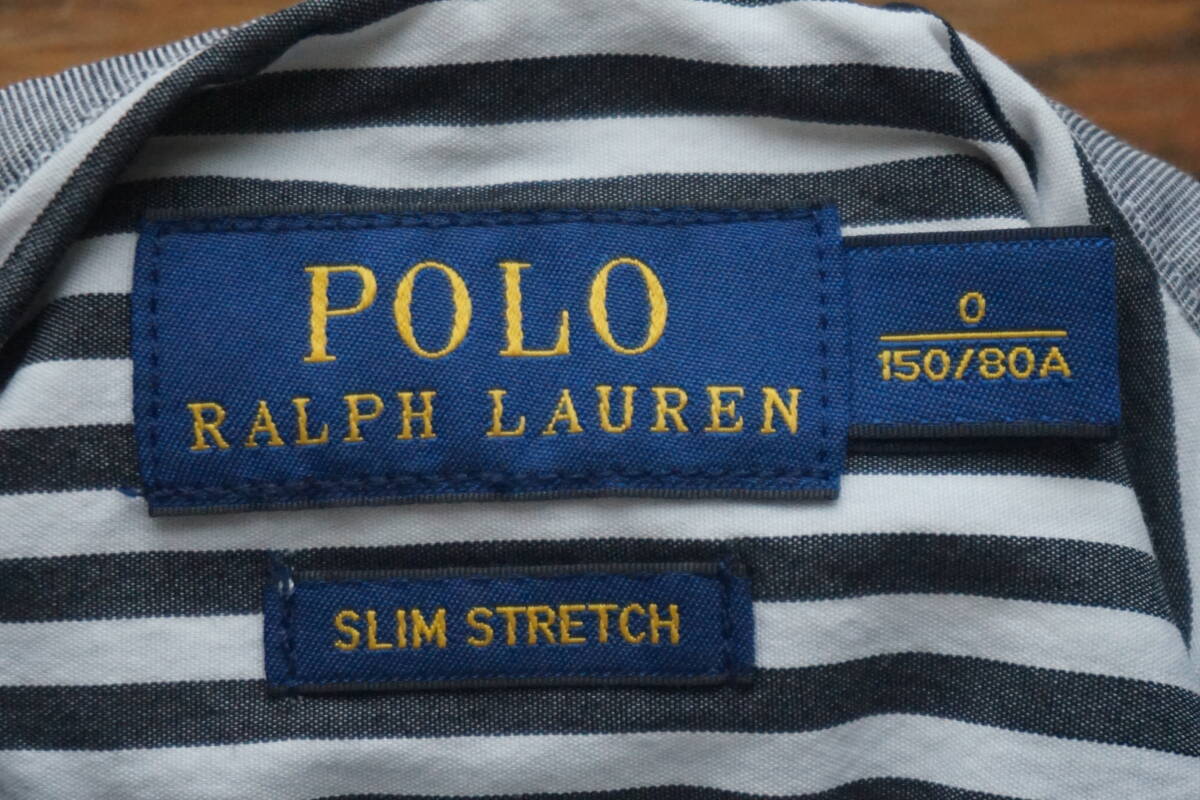 POLO
RALPH LAUREN
0
150/80A
SLIM STRETCH